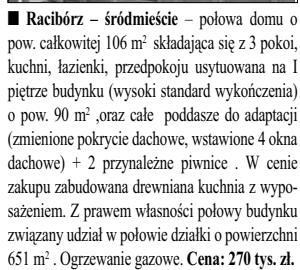 ■ Racibórz – śródmieście – połowa domu o
pow. całkowitej 106 m² składająca się z 3 pokoi,
kuchni, łazienki, przedpokoju usytuowana na I
piętrze budynku (wysoki standard wykończenia)
o pow. 90 m² ,oraz całe poddasze do adaptacji
(zmienione pokrycie dachowe, wstawione 4 okna
dachowe) + 2 przynależne piwnice . W cenie
zakupu zabudowana drewniana kuchnia z wypo-
sażeniem. Z prawem własności połowy budynku
związany udział w połowie działki o powierzchni
651 m² . Ogrzewanie gazowe. Cena: 270 tys. zł.